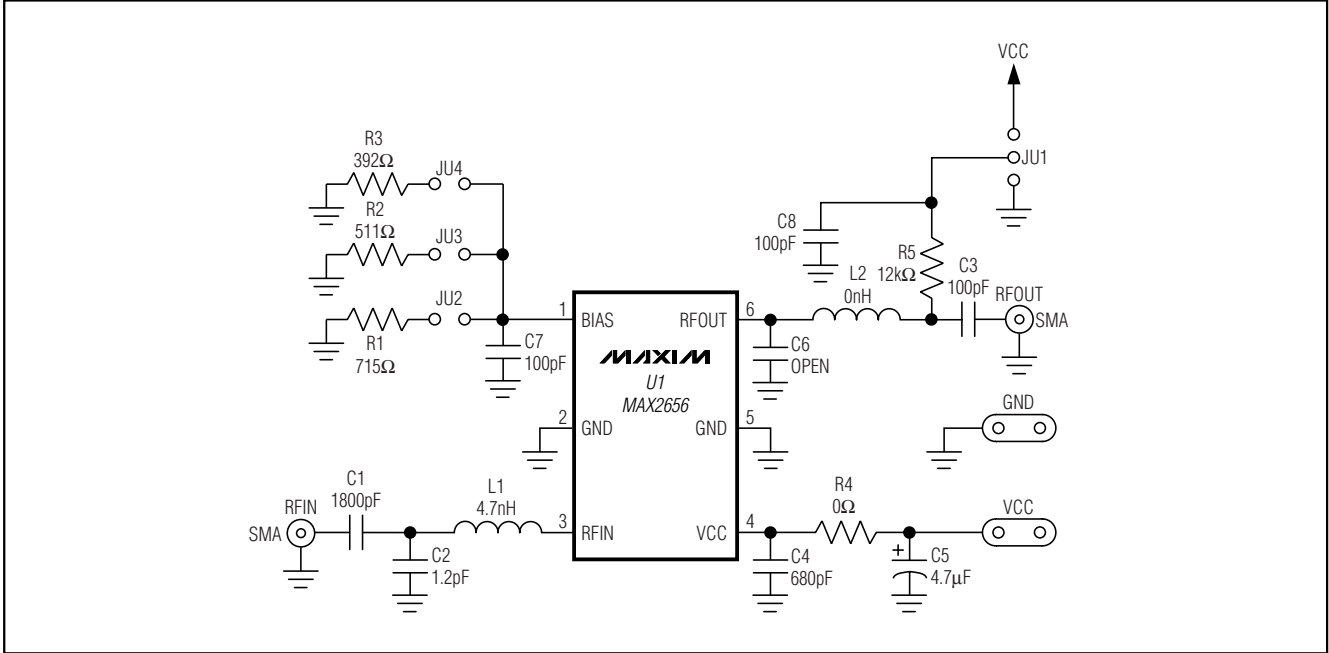 VCC
JU1
R3
392Ω
JU4
R2
511Ω
JU3
R1
715Ω
JU2
C7
100pF
C8
100pF
R5
12kΩ
L2
0nH
C3
100pF
RFOUT
SMA
C6
OPEN
1
BIAS
RFOUT
6
MAXIM
U1
MAX2656
2
GND
GND
5
GND
3
RFIN
VCC
4
RFIN
SMA
C1
1800pF
L1
4.7nH
C2
1.2pF
R4
0Ω
C4
680pF
+
C5
4.7µF
VCC